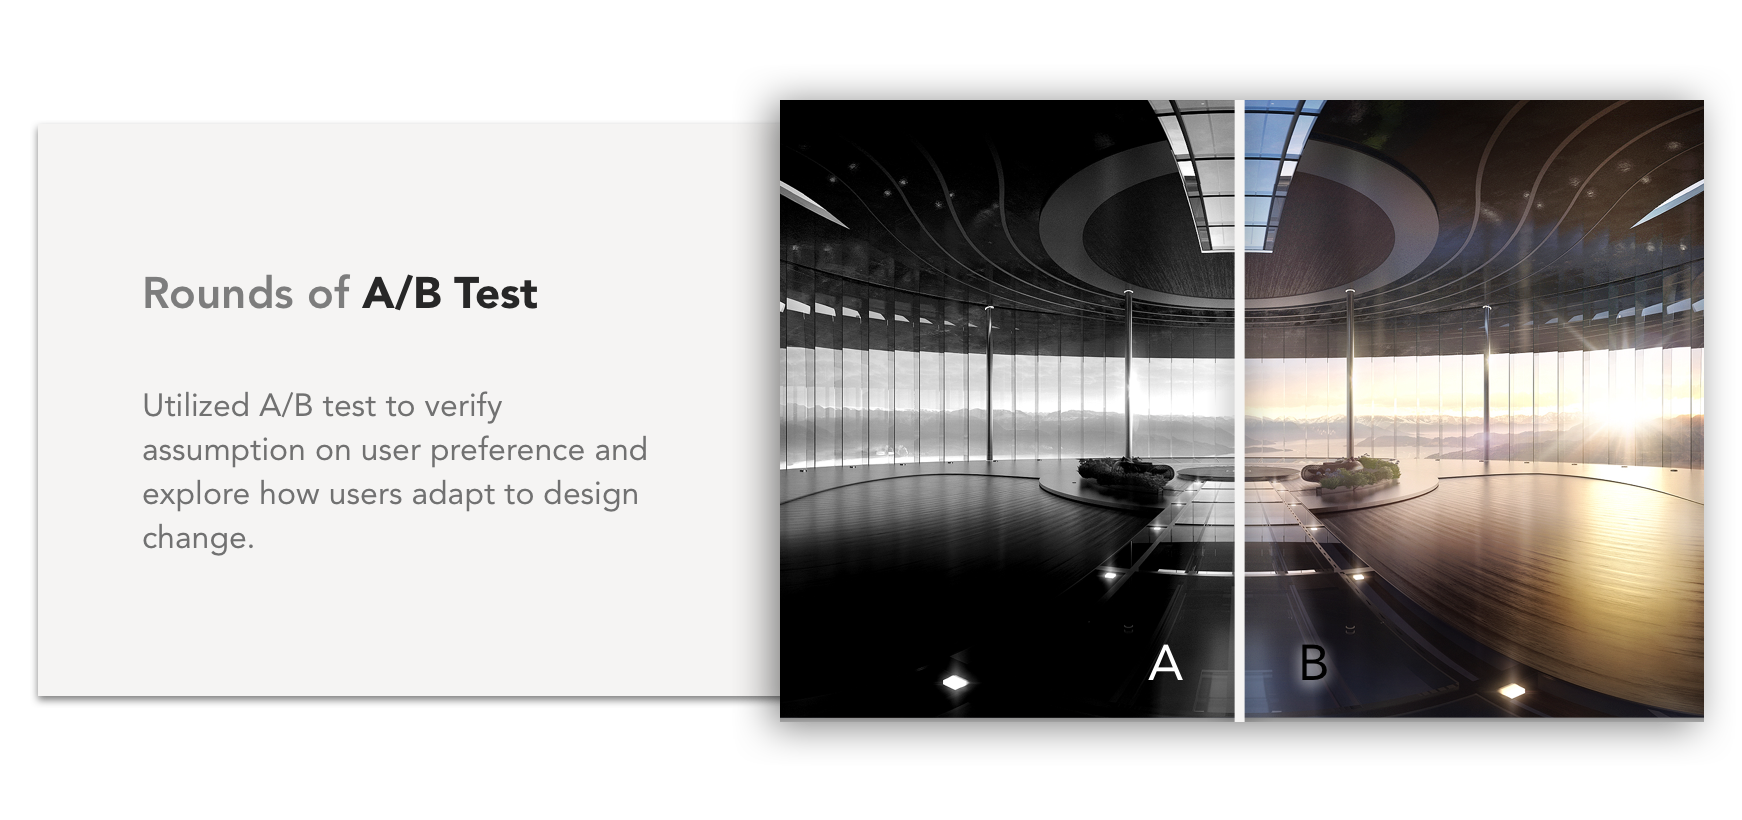 Rounds of A/B Test
Utilized A/B test to verify
assumption on user preference and
explore how users adapt to design
change.
A
B